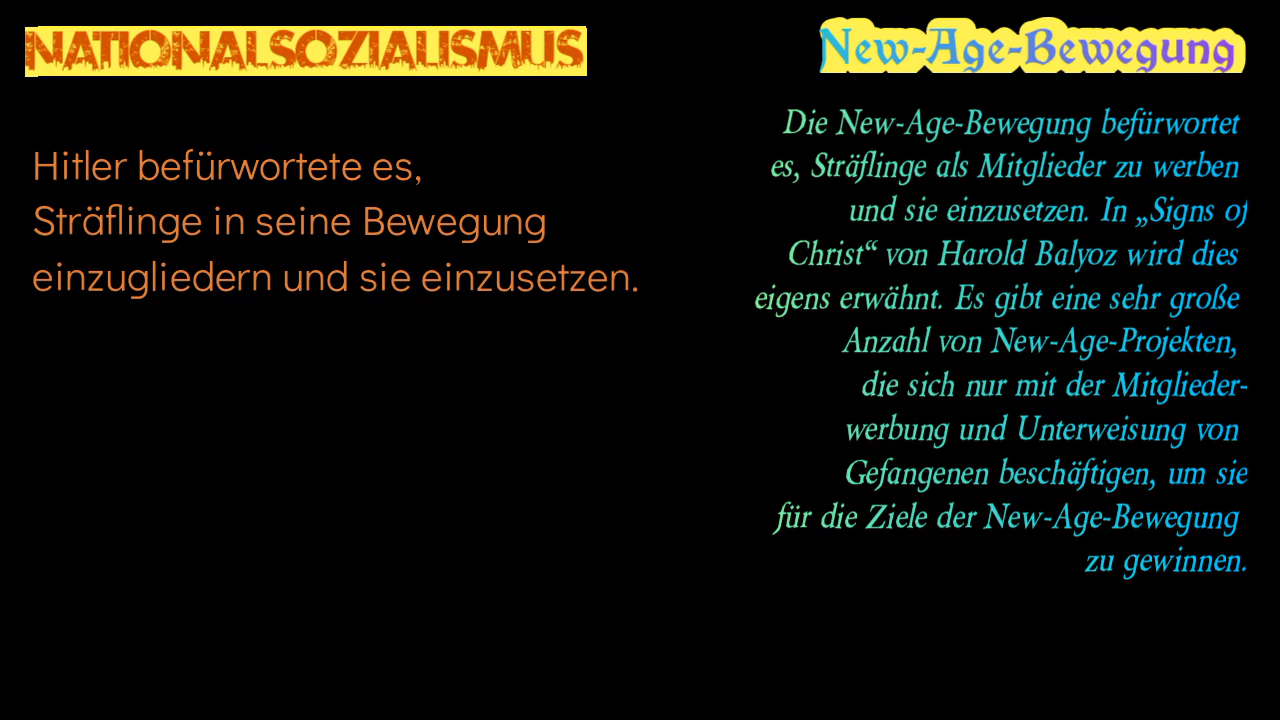 NATIONALSOZIALISMUS
Hitler befürwortete es,
Sträflinge in seine Bewegung
einzugliedern und sie einzusetzen.
New-Age-Bewegung
Die New-Age-Bewegung befürwortet
es, Sträflinge als Mitglieder zu werben
und sie einzusetzen. In „Signs of
Christ“ von Harold Balyoz wird dies
eigens erwähnt. Es gibt eine sehr große
Anzahl von New-Age-Projekten,
die sich nur mit der Mitglieder-
werbung und Unterweisung von
Gefangenen beschäftigen, um sie
für die Ziele der New-Age-Bewegung
zu gewinnen.